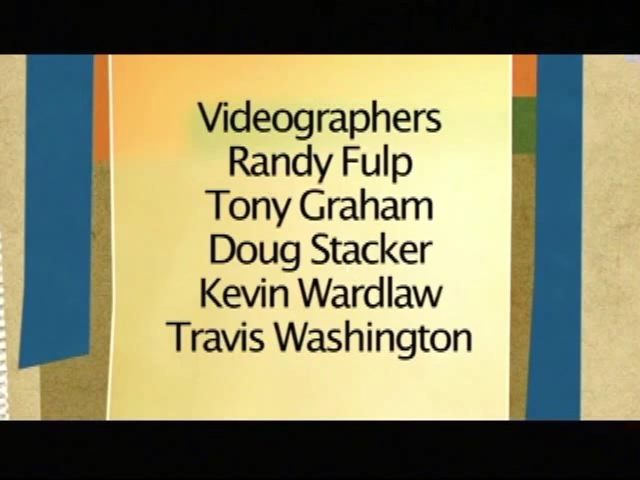 Videographers
Randy Fulp
Tony Graham
Doug Stacker
Kevin Wardlaw
Travis Washington